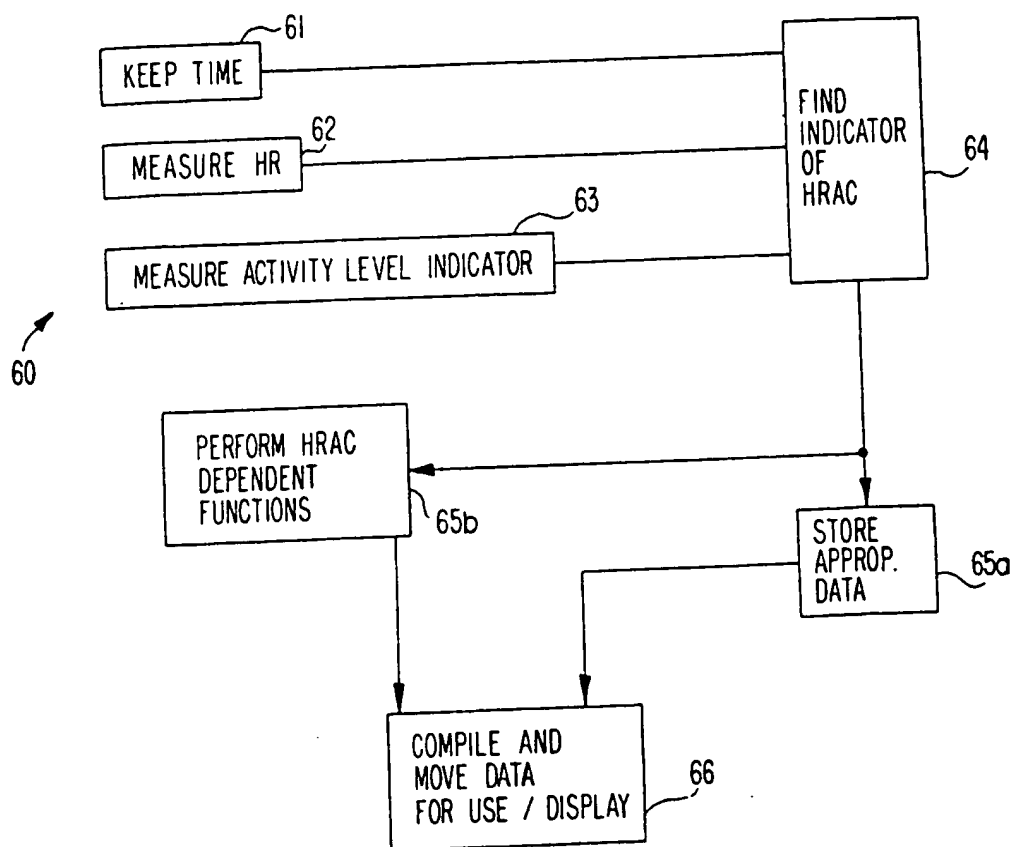 61
KEEP TIME
62
MEASURE HR
63
MEASURE ACTIVITY LEVEL INDICATOR
FIND
INDICATOR
OF
HRAC
64
60
PERFORM HRAC
DEPENDENT
FUNCTIONS
65b
STORE
APPROP.
DATA
65a
COMPILE AND
MOVE DATA
FOR USE / DISPLAY
66